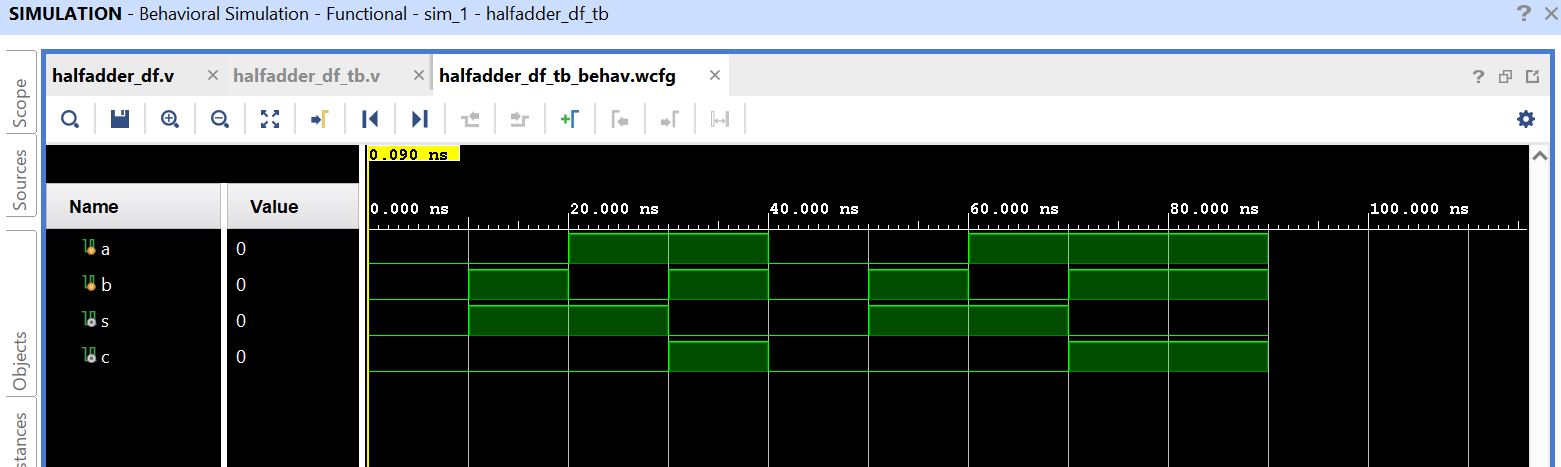 SIMULATION - Behavioral Simulation - Functional - sim_1 - halfadder_df_tb
? ×
Scope
Sources
Objects
stances
halfadder_df.v × halfadder_df_tb.v × halfadder_df_tb_behav.wcfg ×
?
0.090 ns
Name Value
0.000 ns 20.000 ns 40.000 ns 60.000 ns 80.000 ns 100.000 ns
a 0
b 0
s 0
c 0